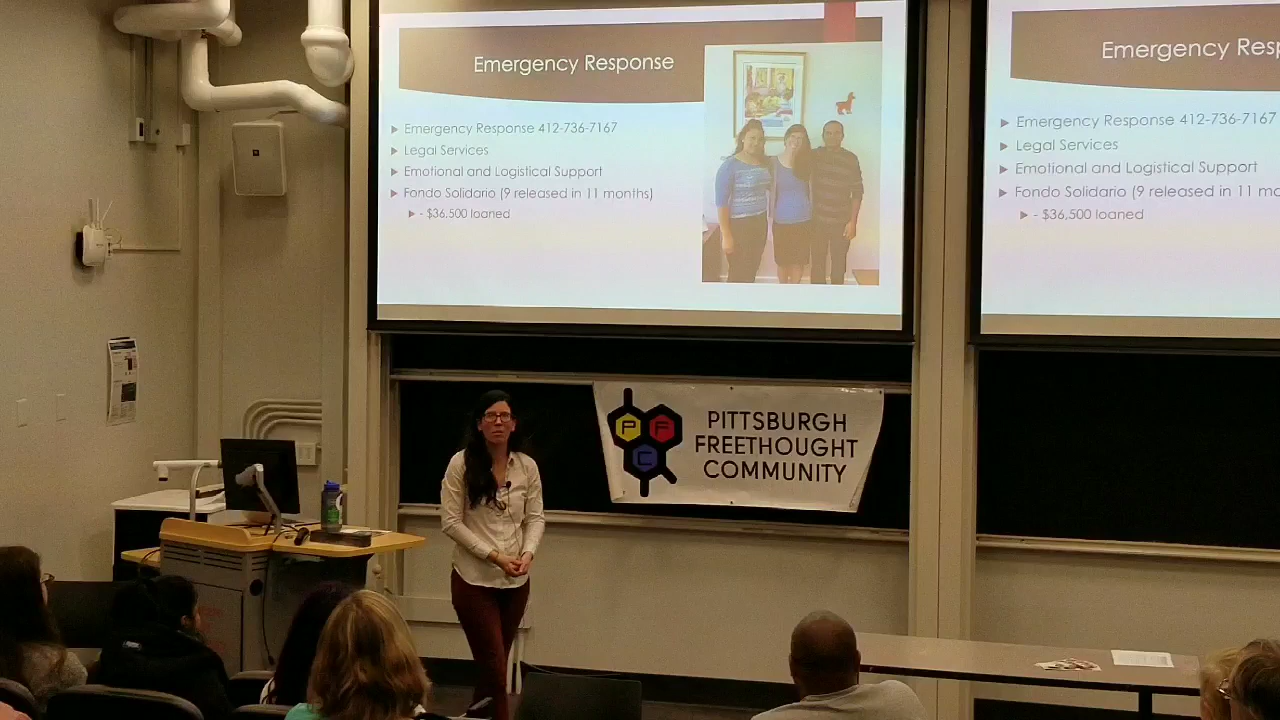 Emergency Response
Emergency Response 412-736-7167
Legal Services
Emotional and Logistical Support
Fondo Solidario (9 released in 11 months)
- $36,500 loaned
Emergency Resp
Emergency Response 412-736-7167
Legal Services
Emotional and Logistical Support
Fondo Solidario (9 released in 11 mo
- $36,500 loaned
P F
C
PITTSBURGH
FREETHOUGHT
COMMUNITY